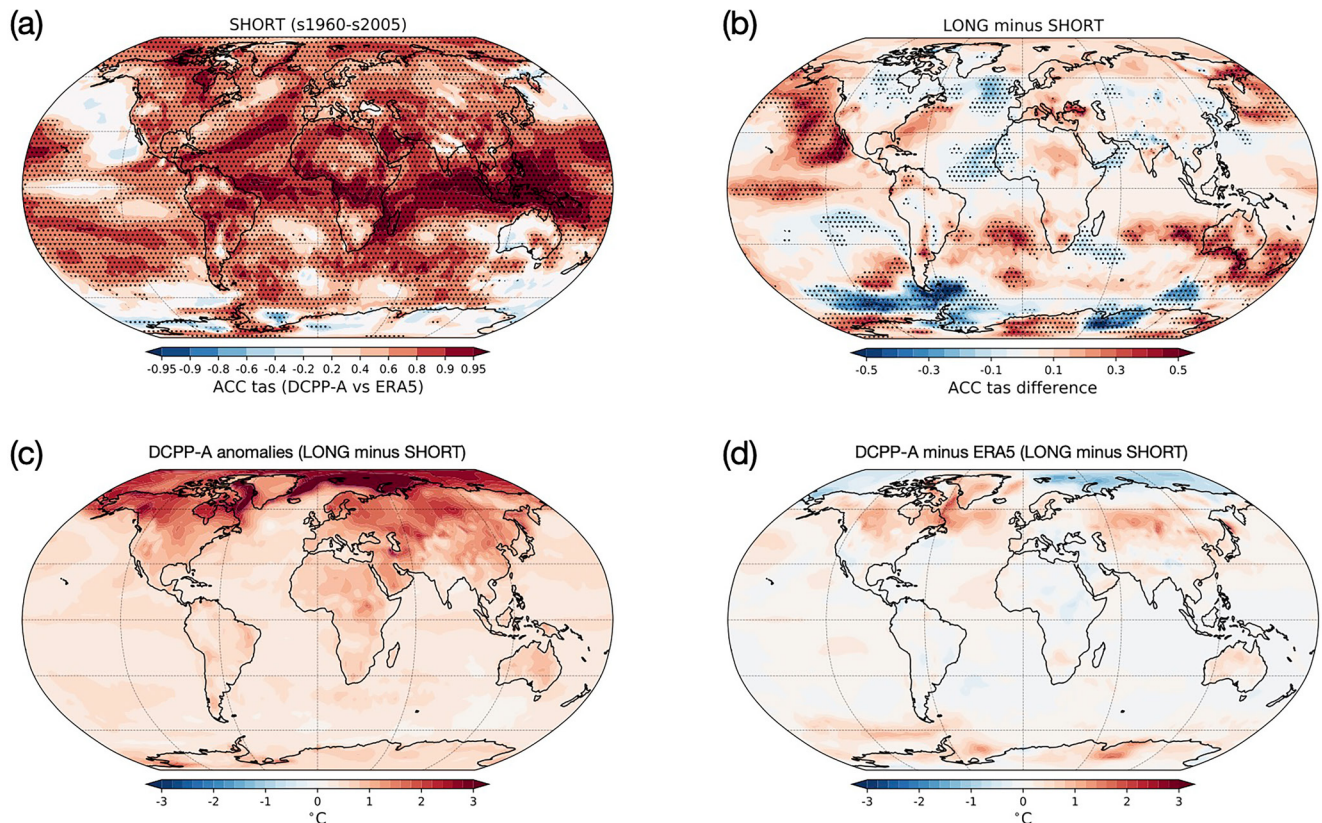 (a)
SHORT (s1960-s2005)
-0.95 -0.9 -0.8 -0.6 -0.4 -0.2 0.2 0.4 0.6 0.8 0.9 0.95
ACC tas (DCPP-A vs ERA5)
(b)
LONG minus SHORT
-0.5 -0.3 -0.1 0.1 0.3 0.5
ACC tas difference
(c)
DCPP-A anomalies (LONG minus SHORT)
-3 -2 -1 0 1 2 3
°C
(d)
DCPP-A minus ERA5 (LONG minus SHORT)
-3 -2 -1 0 1 2 3
°C